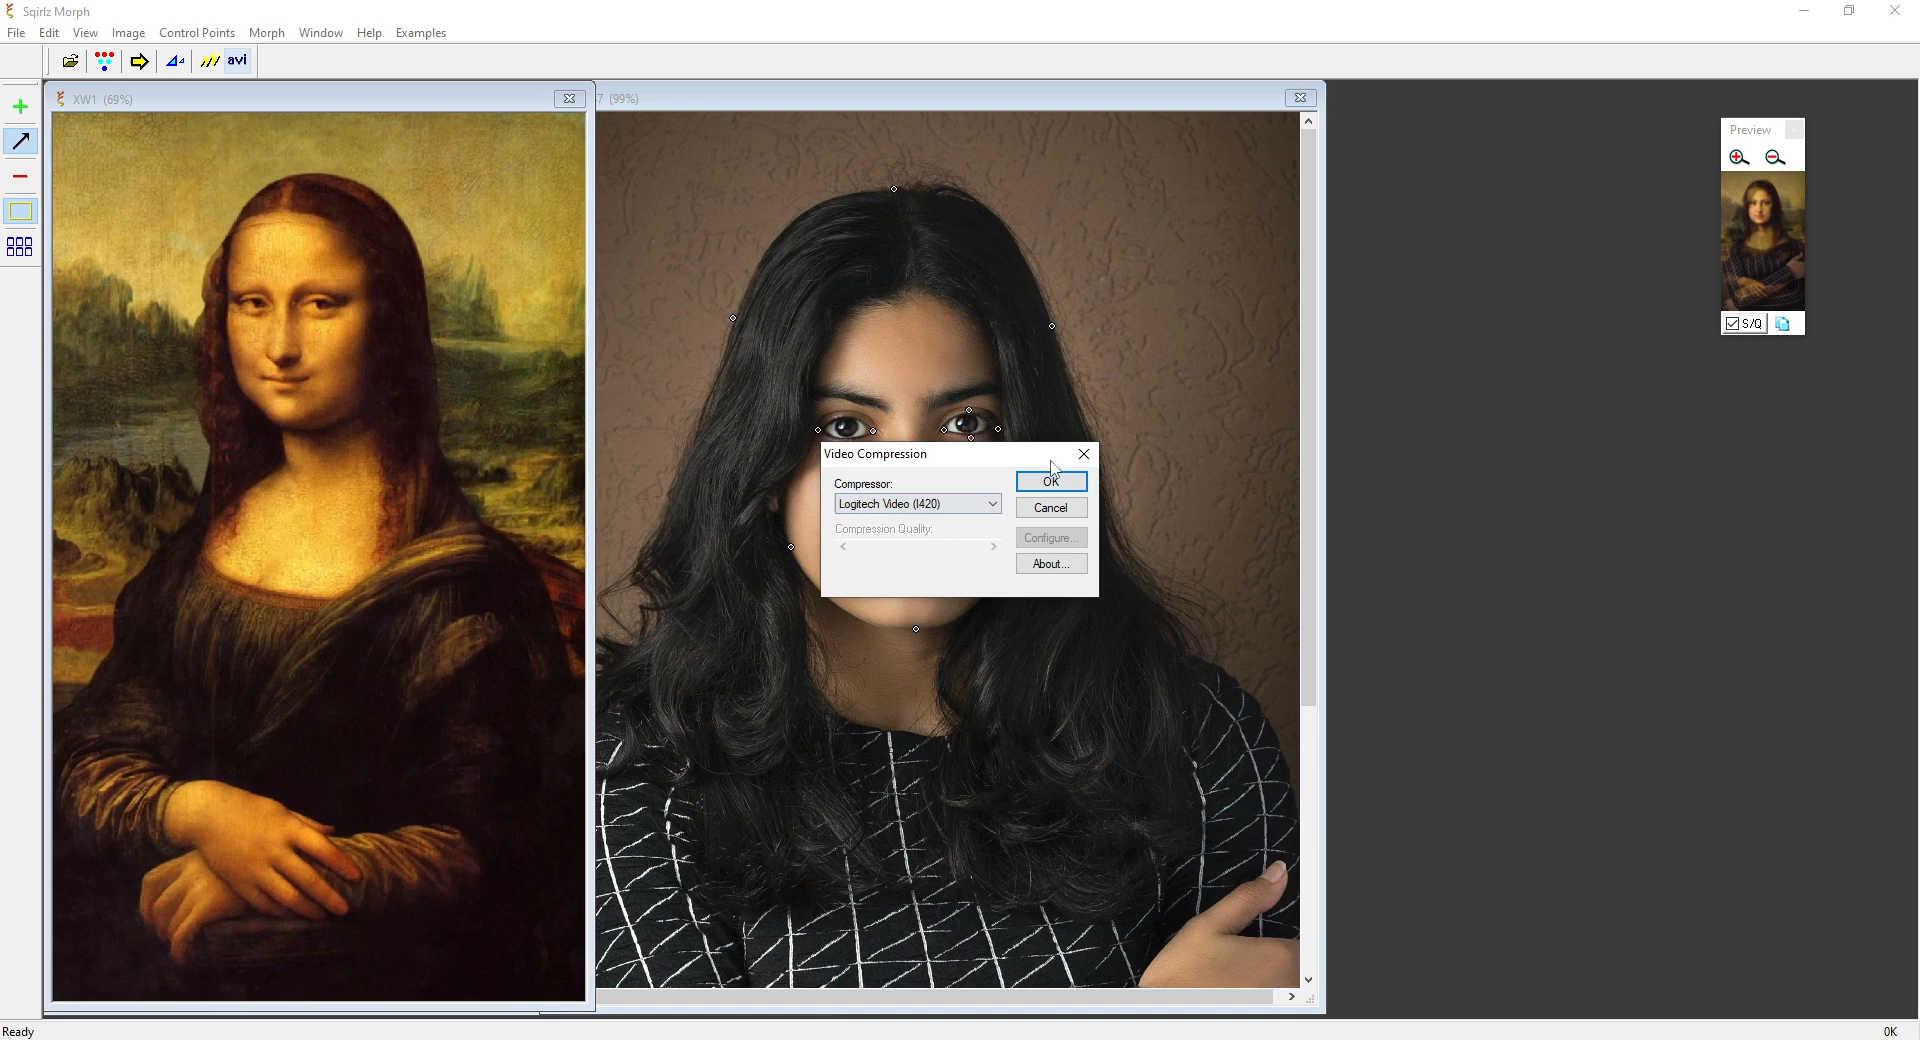 Sqirlz Morph
File Edit View Image Control Points Morph Window Help Examples
avi
XW1 (69%)
7 (99%)
Preview
S/Q
Video Compression
Compressor:
OK
Logitech Video (I420)
Cancel
Compression Quality:
Configure...
About...
Ready
0K